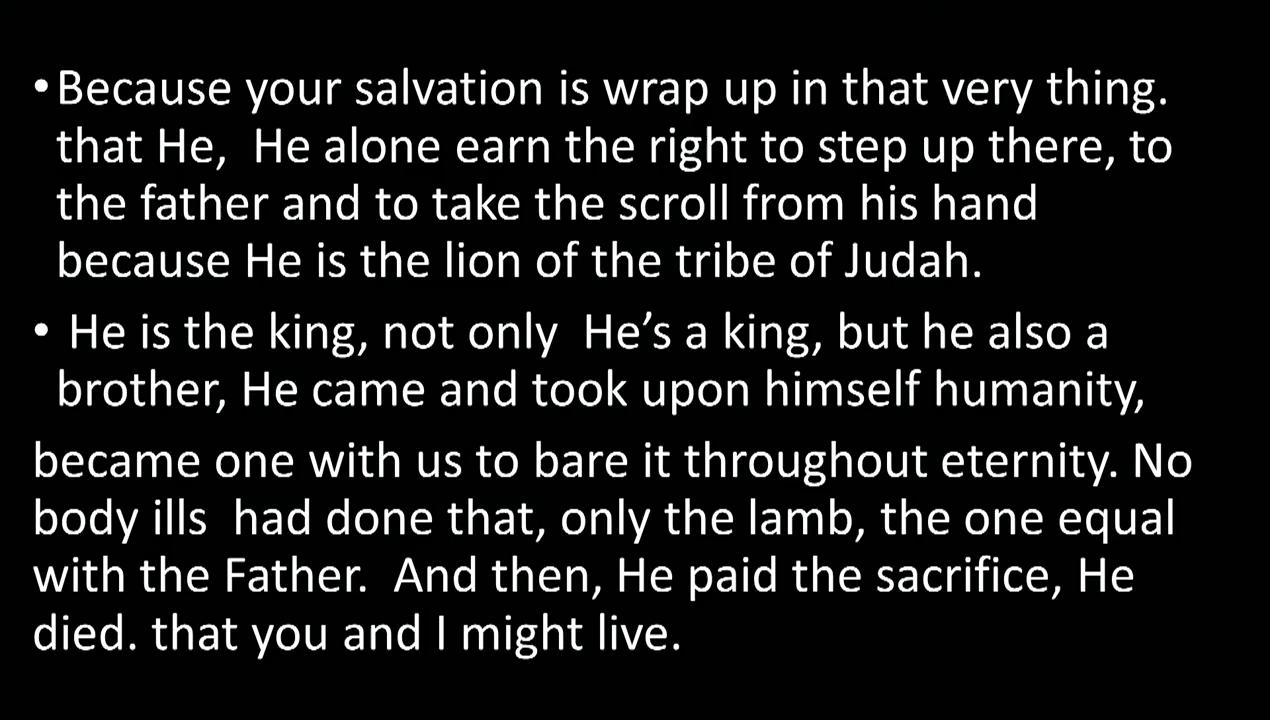 •Because your salvation is wrap up in that very thing.
that He,  He alone earn the right to step up there, to
the father and to take the scroll from his hand
because He is the lion of the tribe of Judah.
• He is the king, not only  He’s a king, but he also a
brother, He came and took upon himself humanity,
became one with us to bare it throughout eternity. No
body ills  had done that, only the lamb, the one equal
with the Father.  And then, He paid the sacrifice, He
died. that you and I might live.